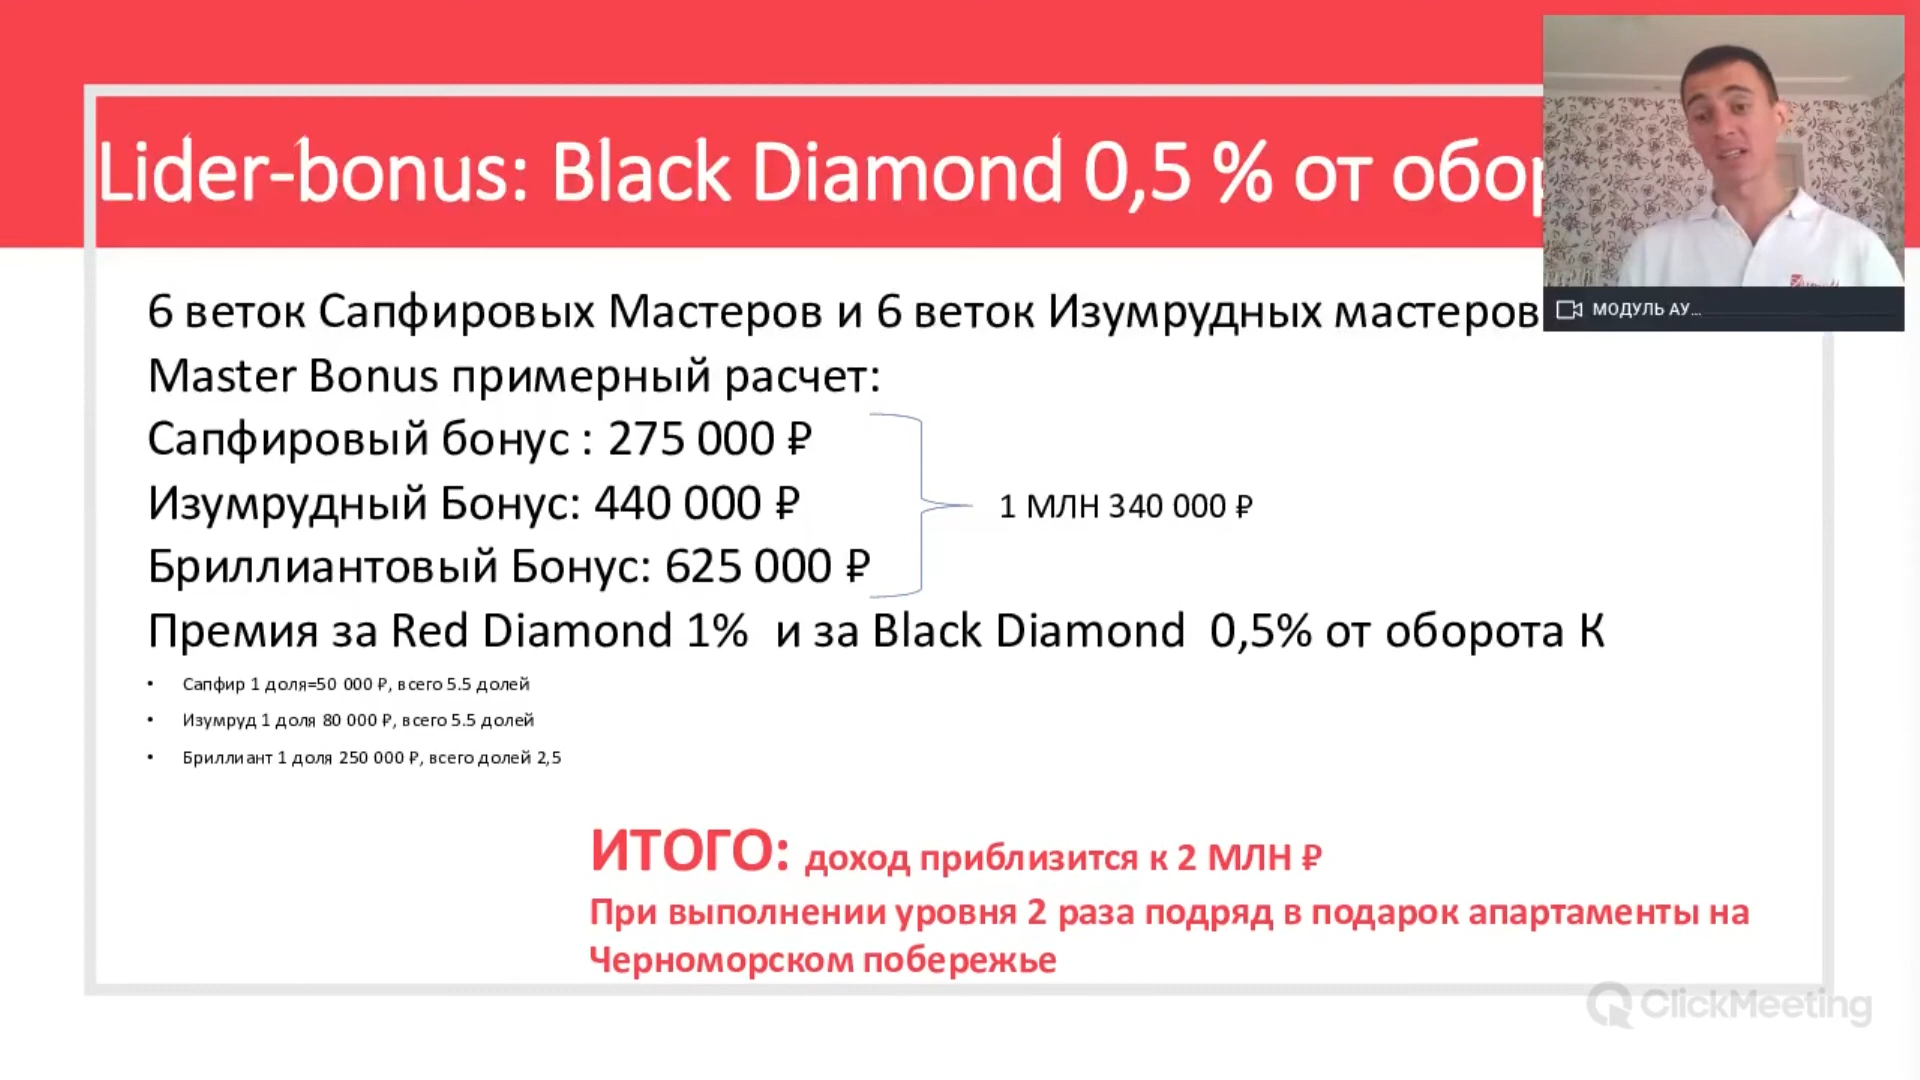 Lider-bonus: Black Diamond 0,5 % от
6 веток Сапфировых Мастеров и 6 веток Изумрудных мастеров
Master Bonus примерный расчет:
Сапфировый бонус : 275 000 ₽
Изумрудный Бонус: 440 000 ₽
1 МЛН 340 000 ₽
Бриллиантовый Бонус: 625 000 ₽
Премия за Red Diamond 1% и за Black Diamond 0,5% от оборота К
• Сапфир 1 доля=50 000 ₽, всего 5.5 долей
• Изумруд 1 доля 80 000 ₽, всего 5.5 долей
• Бриллиант 1 доля 250 000 ₽, всего долей 2,5
ИТОГО: доход приблизится к 2 МЛН ₽
При выполнении уровня 2 раза подряд в подарок апартаменты на
Черноморском побережье
МОДУЛЬ АУ...
ClickMeeting